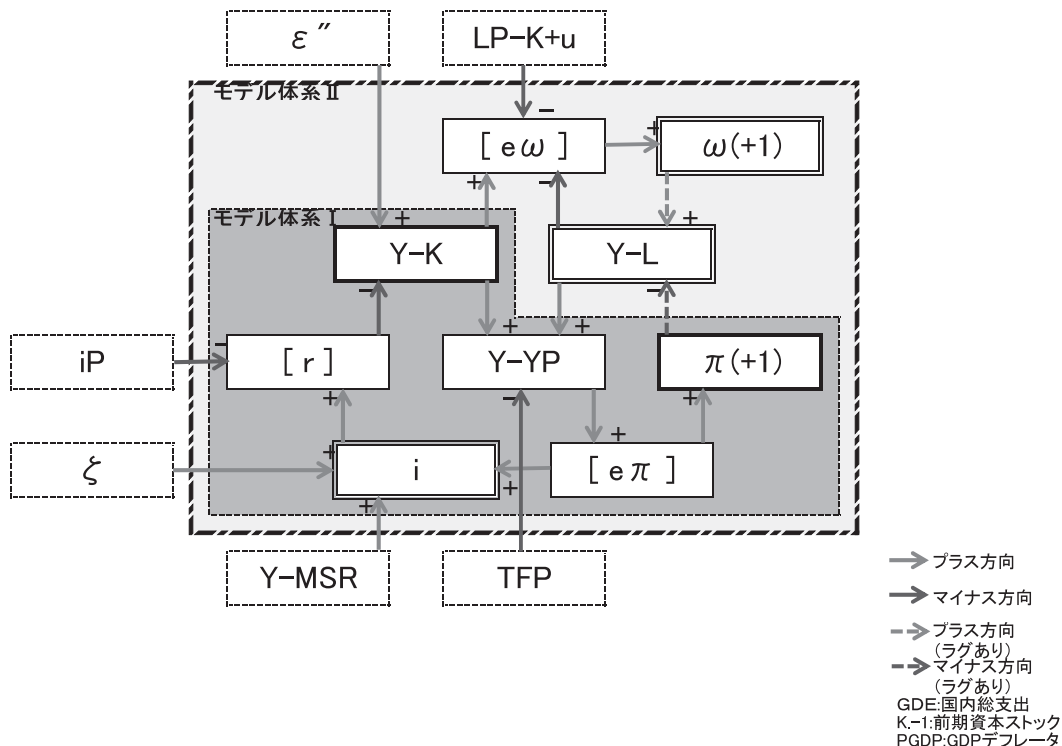 ε″
LP-K+u
モデル体系Ⅱ
－
[ eω ]
＋
ω(+1)
＋
－
モデル体系Ⅰ
＋
＋
Y-K
Y-L
－
＋
＋
－
－
iP
[ r ]
Y-YP
π(+1)
＋
－
＋
＋
＋
ζ
i
[ eπ ]
＋
＋
Y-MSR
TFP
プラス方向
マイナス方向
プラス方向
(ラグあり)
マイナス方向
(ラグあり)
GDE:国内総支出
K.-1:前期資本ストック
PGDP:GDPデフレータ